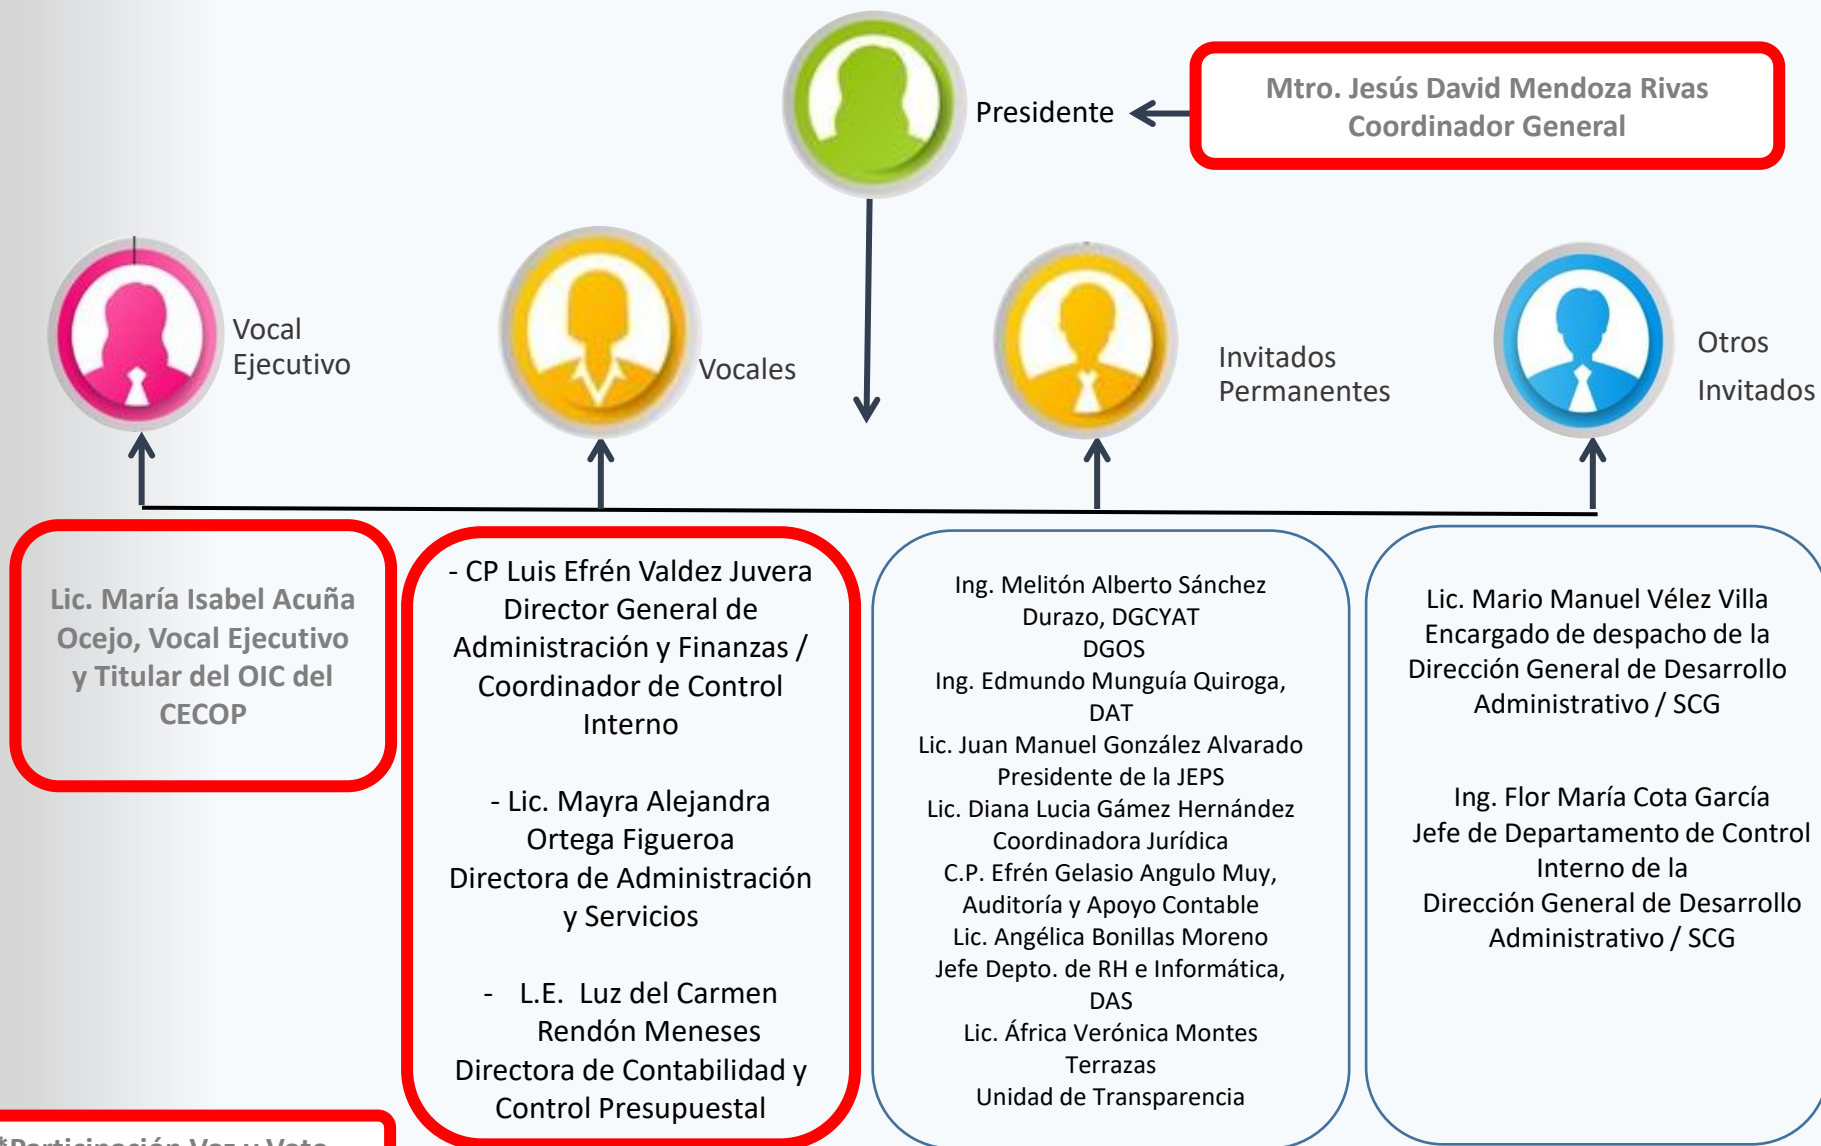 Presidente
Mtro. Jesús David Mendoza Rivas
Coordinador General
Vocal
Ejecutivo
Vocales
Invitados
Permanentes
Otros
Invitados
Lic. María Isabel Acuña
Ocejo, Vocal Ejecutivo
y Titular del OIC del
CECOP
- CP Luis Efrén Valdez Juvera
Director General de
Administración y Finanzas /
Coordinador de Control
Interno
- Lic. Mayra Alejandra
Ortega Figueroa
Directora de Administración
y Servicios
- L.E. Luz del Carmen
Rendón Meneses
Directora de Contabilidad y
Control Presupuestal
Ing. Melitón Alberto Sánchez
Durazo, DGCYAT
DGOS
Ing. Edmundo Munguía Quiroga,
DAT
Lic. Juan Manuel González Alvarado
Presidente de la JEPS
Lic. Diana Lucia Gámez Hernández
Coordinadora Jurídica
C.P. Efrén Gelasio Angulo Muy,
Auditoría y Apoyo Contable
Lic. Angélica Bonillas Moreno
Jefe Depto. de RH e Informática,
DAS
Lic. África Verónica Montes
Terrazas
Unidad de Transparencia
Lic. Mario Manuel Vélez Villa
Encargado de despacho de la
Dirección General de Desarrollo
Administrativo / SCG
Ing. Flor María Cota García
Jefe de Departamento de Control
Interno de la
Dirección General de Desarrollo
Administrativo / SCG
*Participación Voz y Voto